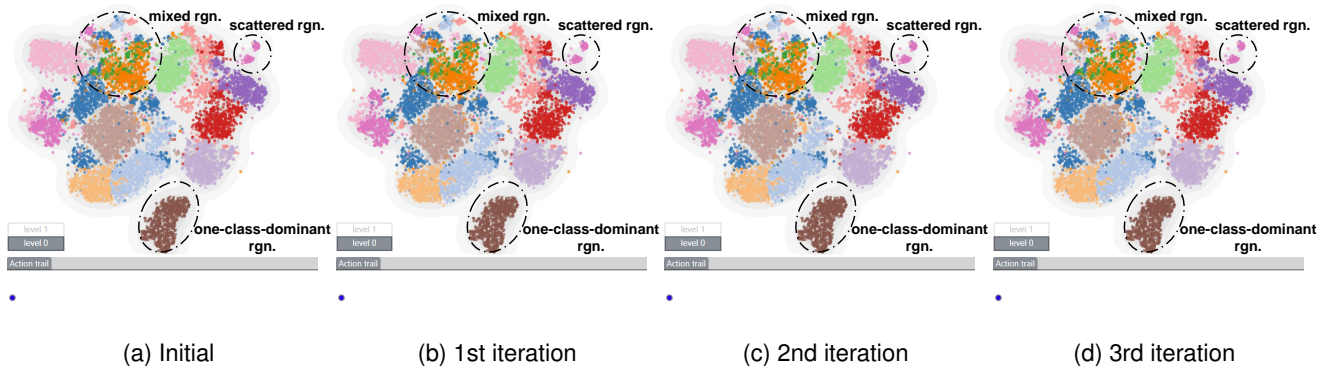 mixed rgn.
scattered rgn.
one-class-dominant
rgn.
level 1
level 0
Action trail
(a) Initial
mixed rgn.
scattered rgn.
one-class-dominant
rgn.
level 1
level 0
Action trail
(b) 1st iteration
mixed rgn.
scattered rgn.
one-class-dominant
rgn.
level 1
level 0
Action trail
(c) 2nd iteration
mixed rgn.
scattered rgn.
one-class-dominant
rgn.
level 1
level 0
Action trail
(d) 3rd iteration